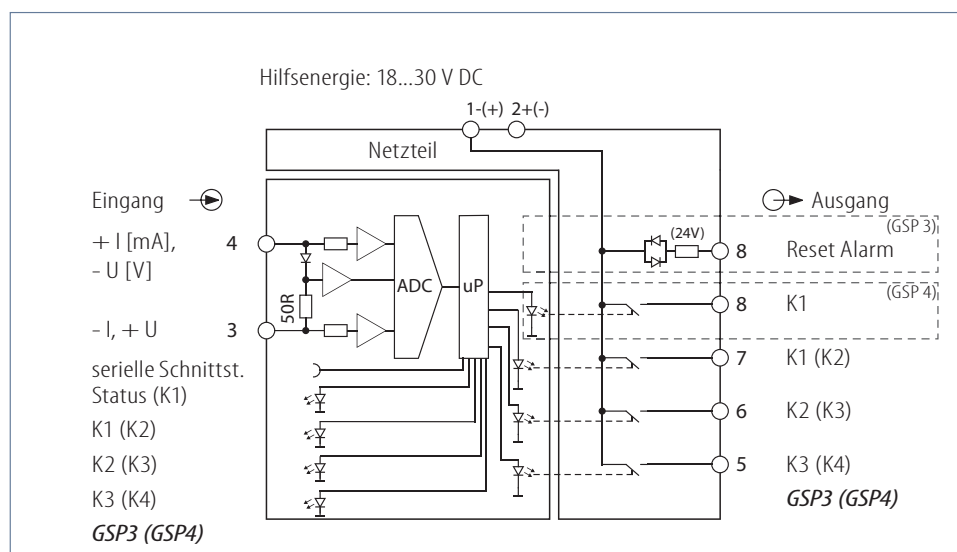 Hilfsenergie: 18...30 V DC
1-(+) 2+(-)
Netzteil
Eingang
Ausgang
+ I [mA],
- U [V]
4
(GSP 3)
(24V)
8
Reset Alarm
ADC
uP
50R
(GSP 4)
8
K1
- I, + U
3
7
K1 (K2)
serielle Schnittst.
Status (K1)
K1 (K2)
6
K2 (K3)
K2 (K3)
5
K3 (K4)
K3 (K4)
GSP3 (GSP4)
GSP3 (GSP4)